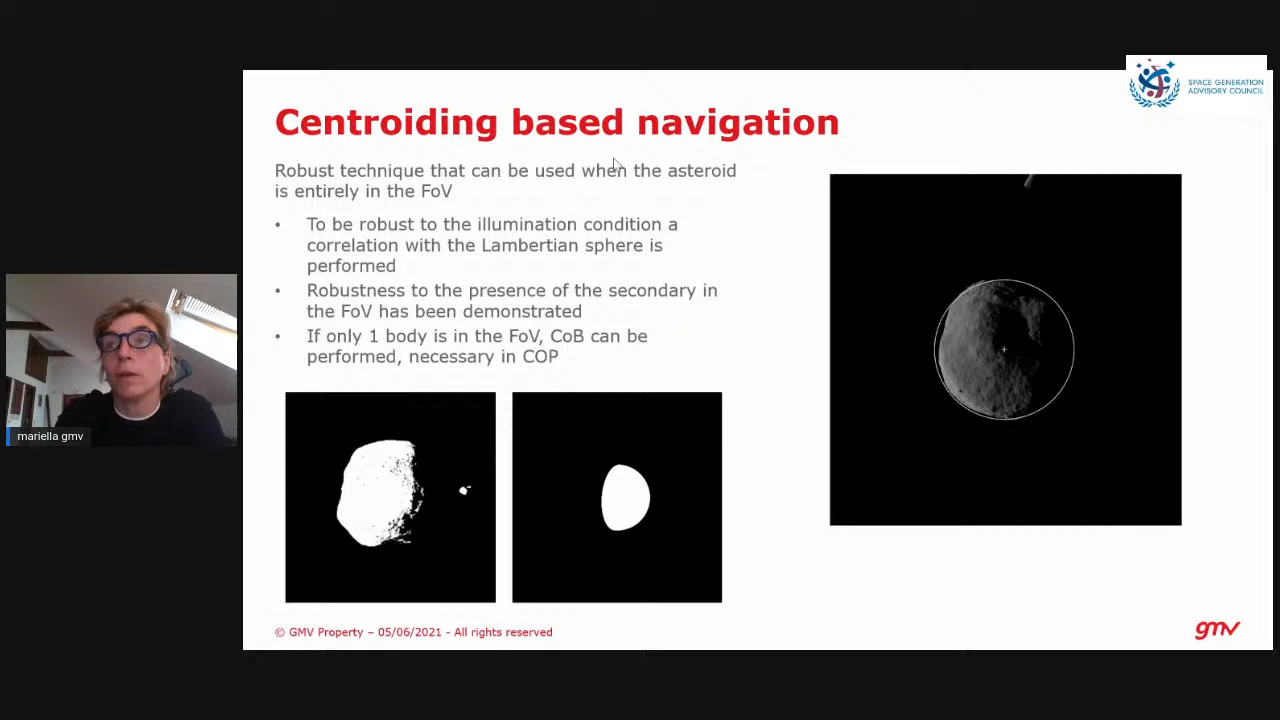 SPACE GENERATION
ADVISORY COUNCIL
Centroiding based navigation
Robust technique that can be used when the asteroid
is entirely in the FoV
• To be robust to the illumination condition a
correlation with the Lambertian sphere is
performed
• Robustness to the presence of the secondary in
the FoV has been demonstrated
• If only 1 body is in the FoV, CoB can be
performed, necessary in COP
mariella gmv
© GMV Property – 05/06/2021 - All rights reserved
gmv